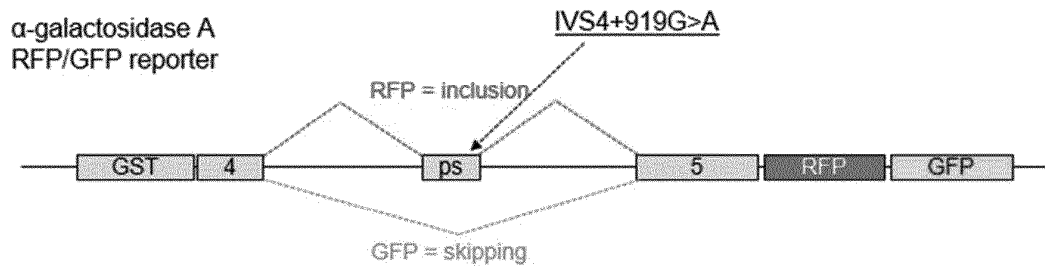 α-galactosidase A
RFP/GFP reporter
IVS4+919G>A
RFP = inclusion
GST 4 ps 5 RFP GFP
GFP = skipping